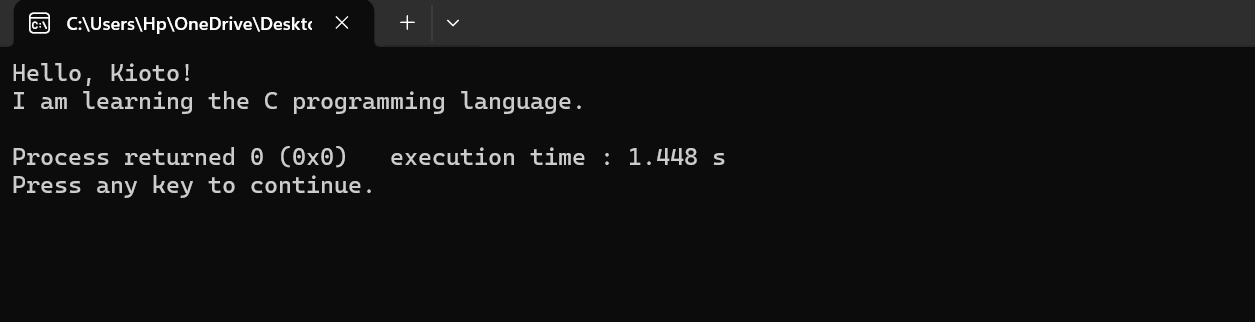 C:\Users\Hp\OneDrive\Deskto
Hello, Kioto!
I am learning the C programming language.
Process returned 0 (0x0)   execution time : 1.448 s
Press any key to continue.